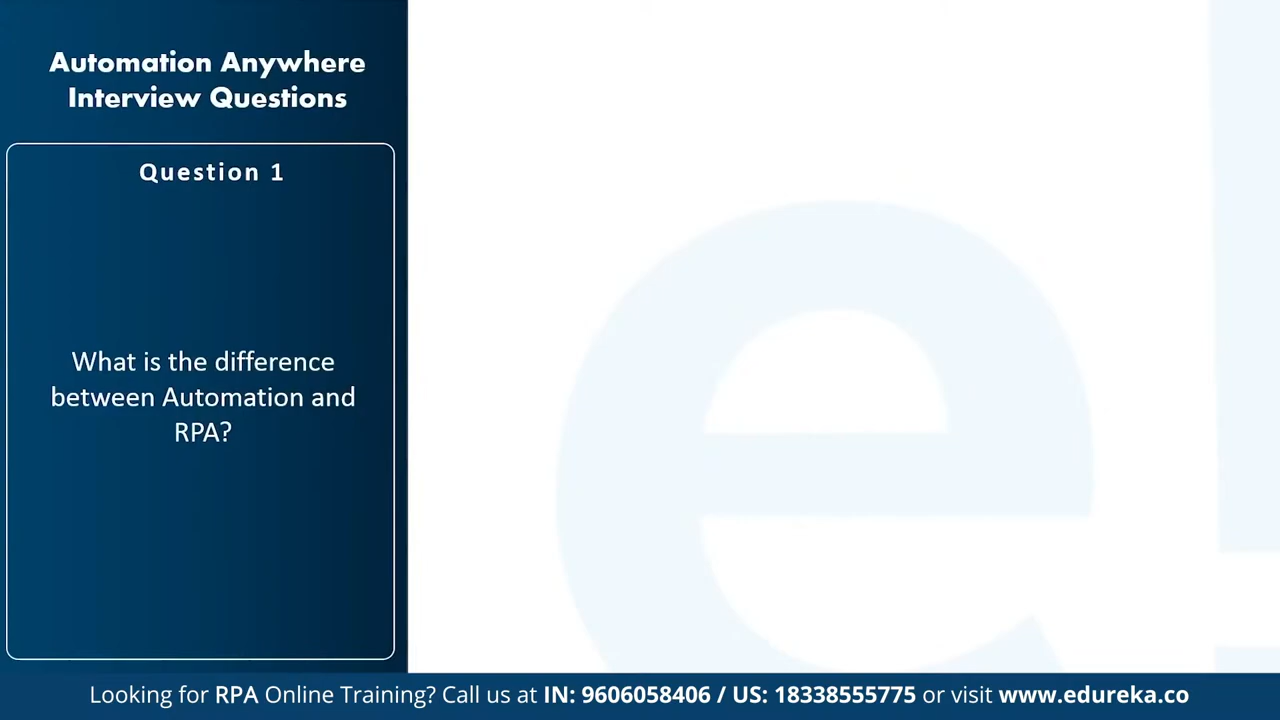 Automation Anywhere
Interview Questions
Question 1
What is the difference
between Automation and
RPA?
Looking for RPA Online Training? Call us at IN: 9606058406 / US: 18338555775 or visit www.edureka.co